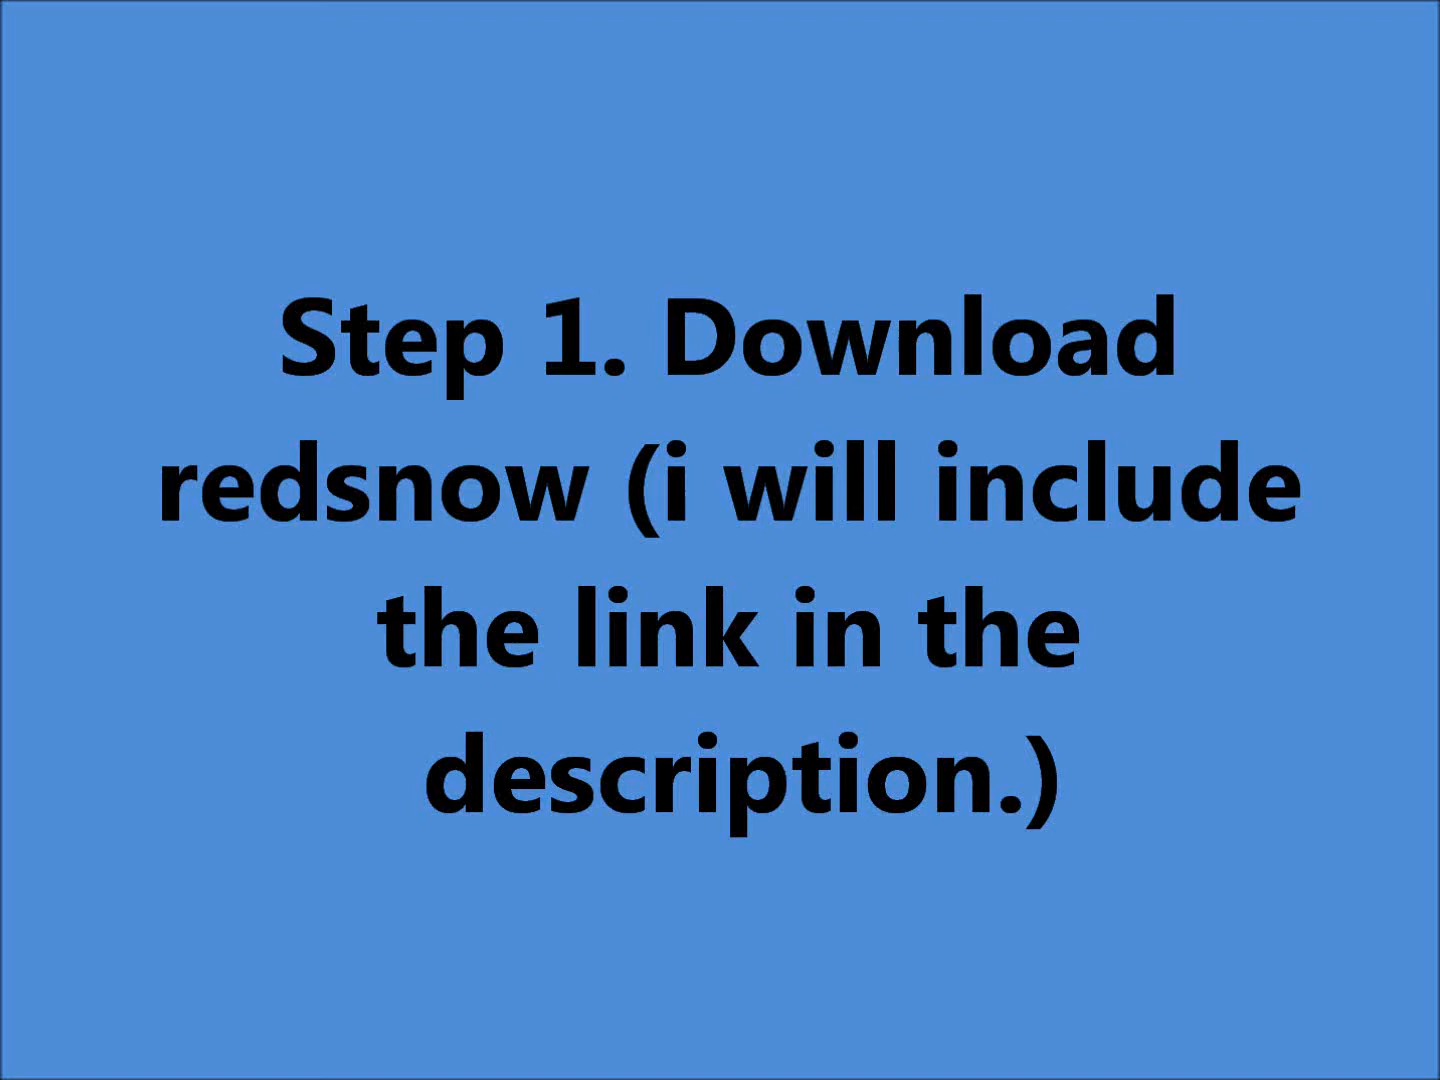 Step 1. Download
redsnow (i will include
the link in the
description.)